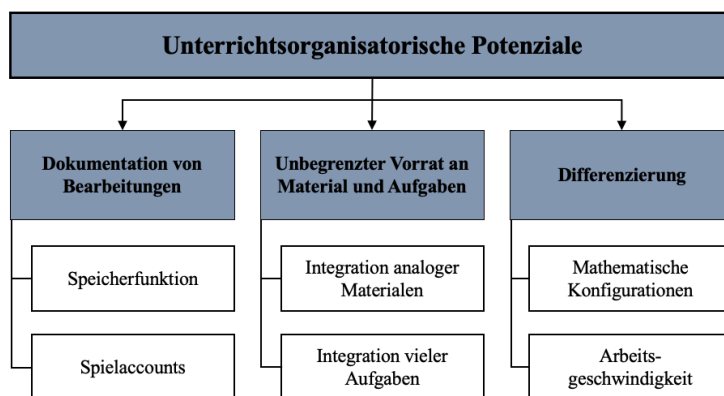 Unterrichtsorganisatorische Potenziale
Dokumentation von
Bearbeitungen
Unbegrenzter Vorrat an
Material und Aufgaben
Differenzierung
Speicherfunktion
Integration analoger
Materialen
Mathematische
Konfigurationen
Spielaccounts
Integration vieler
Aufgaben
Arbeits-
geschwindigkeit